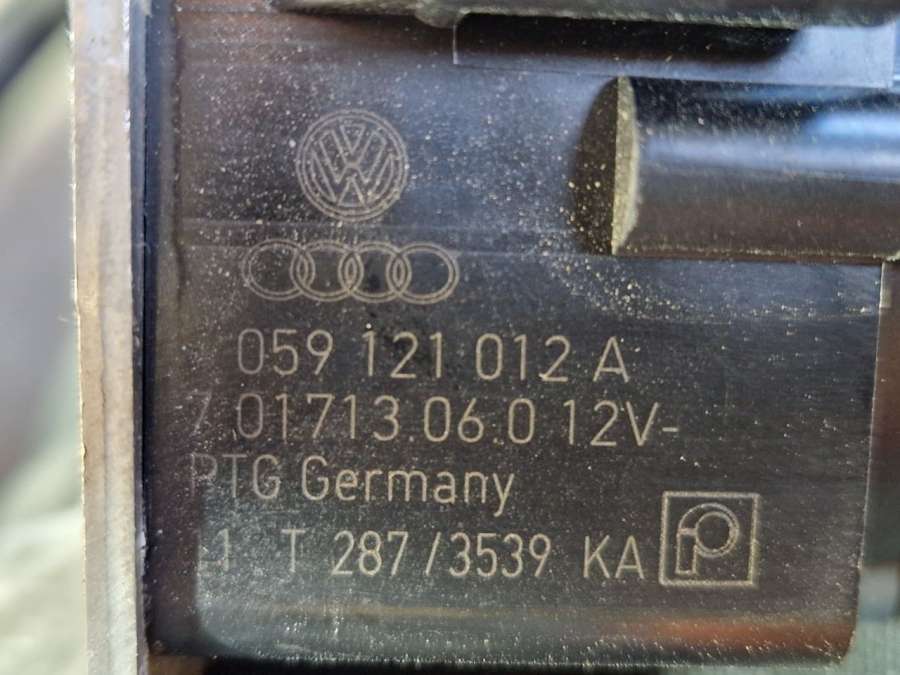 059 121 012 A
7.01713.06.0 12V-
PTG Germany
T 287/3539 KA